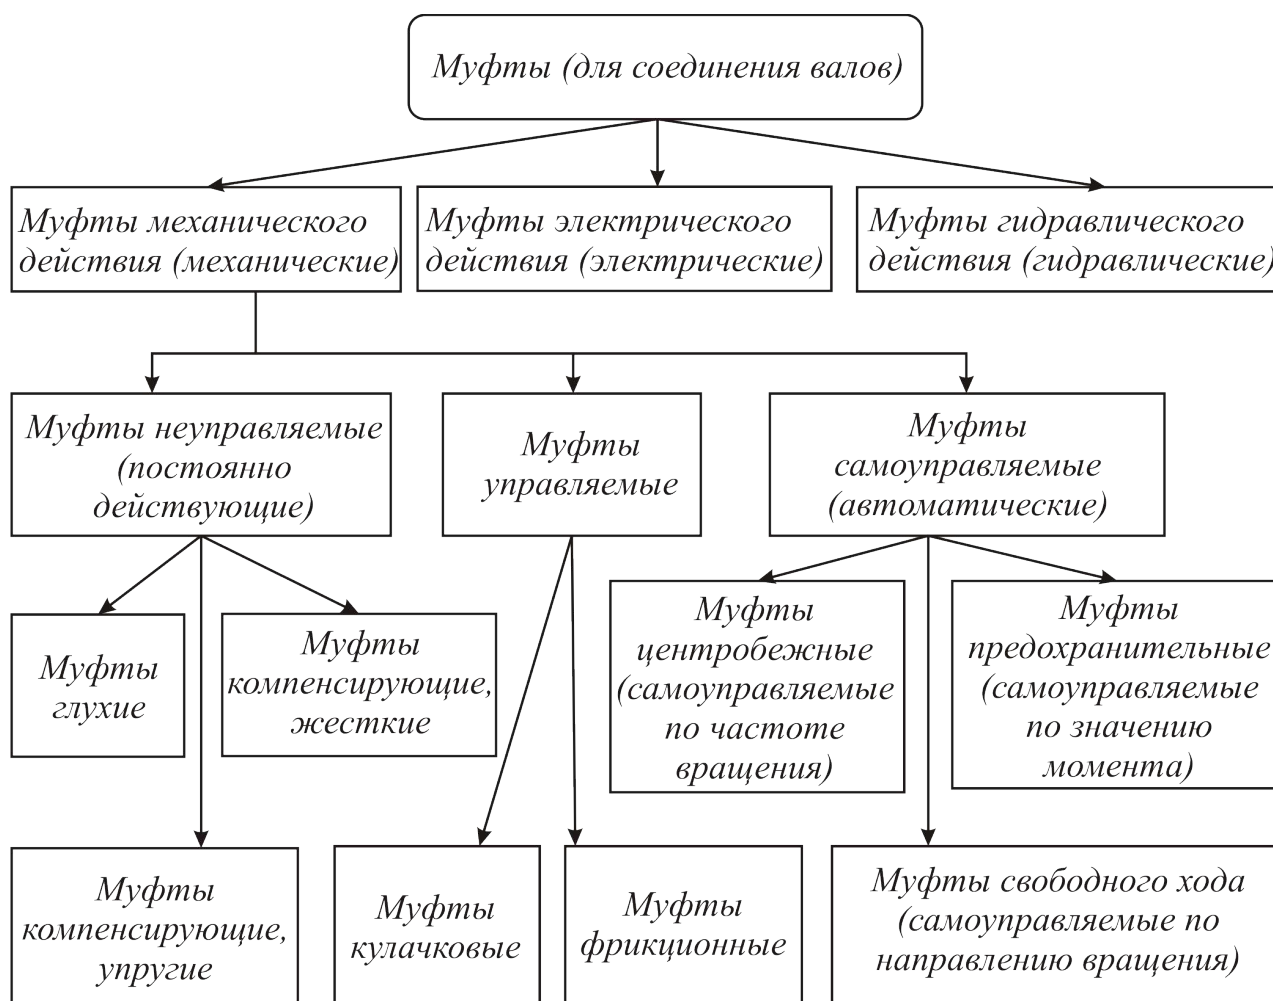 Муфты (для соединения валов)
Муфты механического
действия (механические)
Муфты электрического
действия (электрические)
Муфты гидравлического
действия (гидравлические)
Муфты неуправляемые
(постоянно
действующие)
Муфты
управляемые
Муфты
самоуправляемые
(автоматические)
Муфты
глухие
Муфты
компенсирующие,
жесткие
Муфты
центробежные
(самоуправляемые
по частоте
вращения)
Муфты
предохранительные
(самоуправляемые
по значению
момента)
Муфты
компенсирующие,
упругие
Муфты
кулачковые
Муфты
фрикционные
Муфты свободного хода
(самоуправляемые по
направлению вращения)